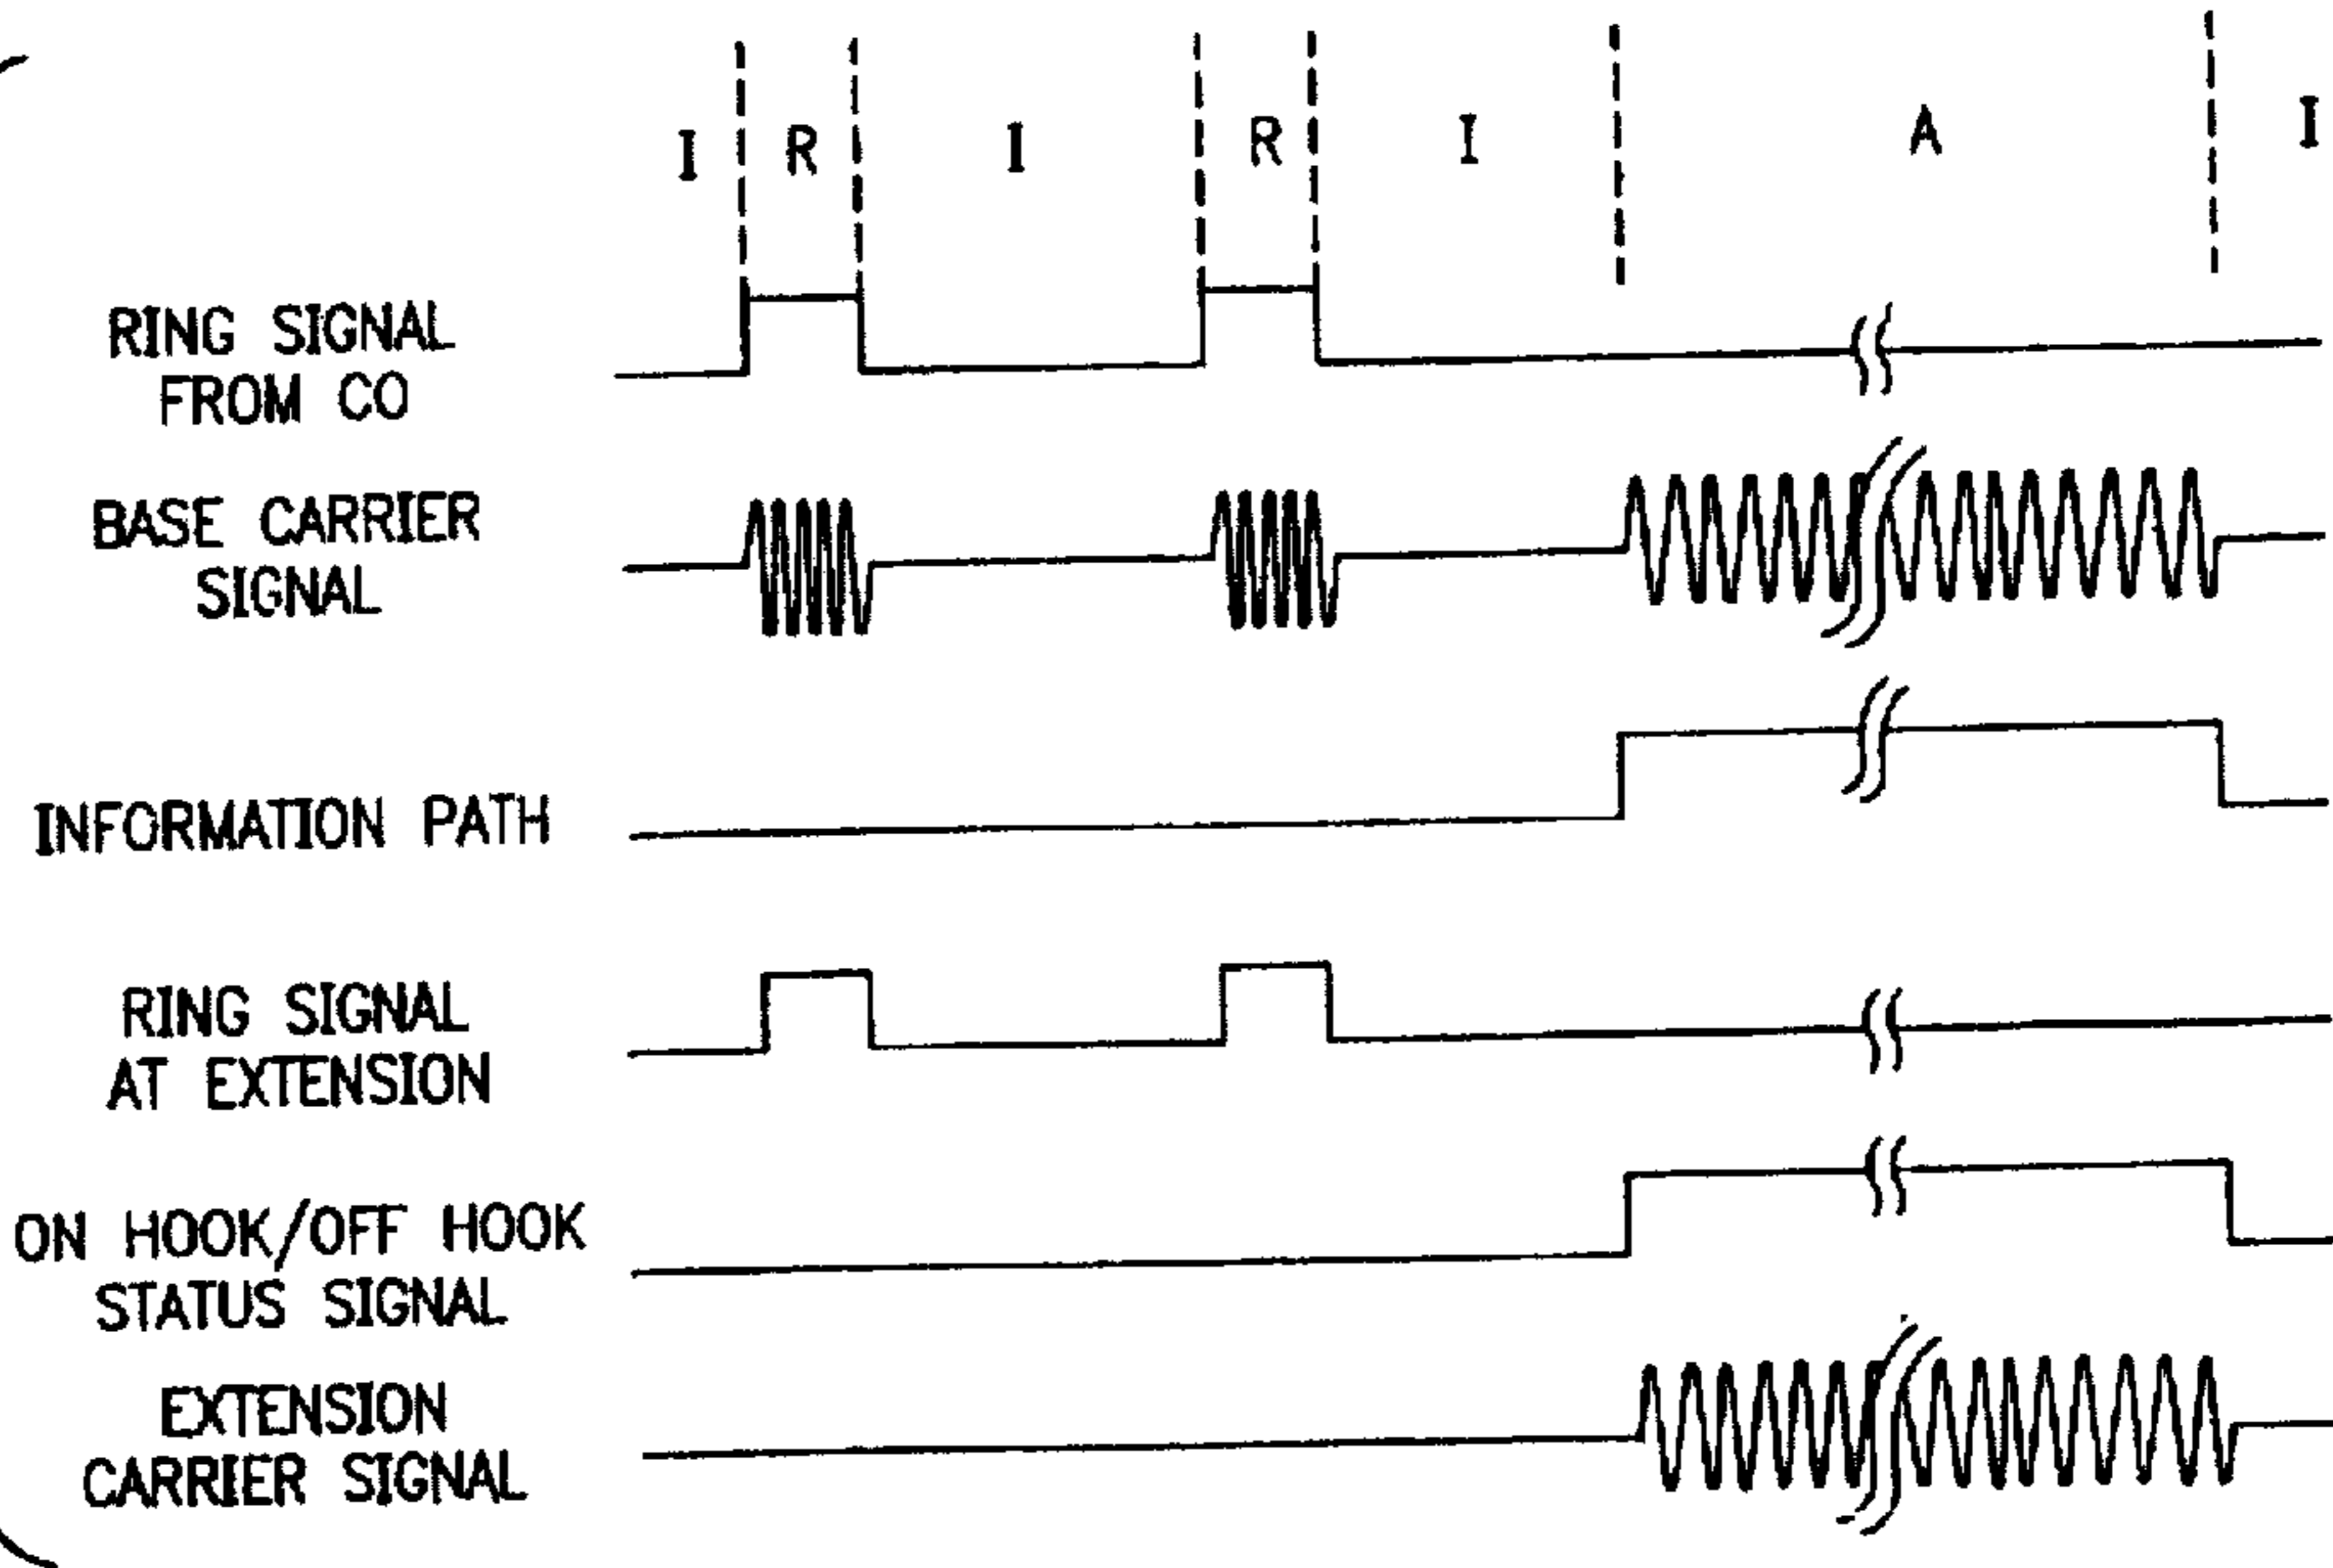 I R I R I A I
RING SIGNAL
FROM CO
BASE CARRIER
SIGNAL
INFORMATION PATH
RING SIGNAL
AT EXTENSION
ON HOOK/OFF HOOK
STATUS SIGNAL
EXTENSION
CARRIER SIGNAL